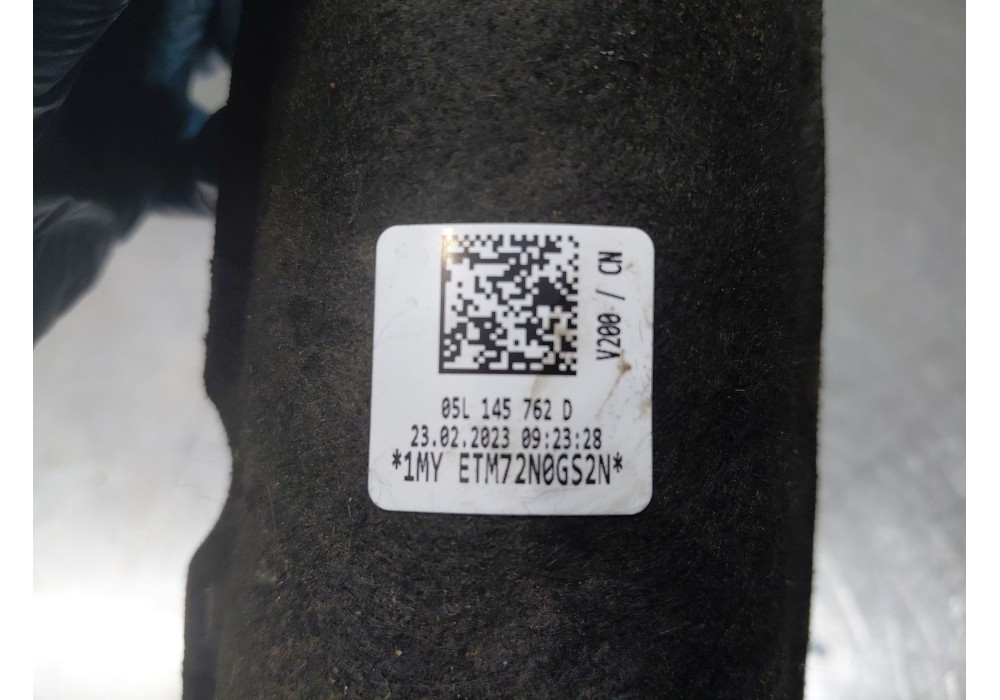 V200 / CN
05L 145 762 D
23.02.2023 09:23:28
*1MY ETM72N0GS2N*